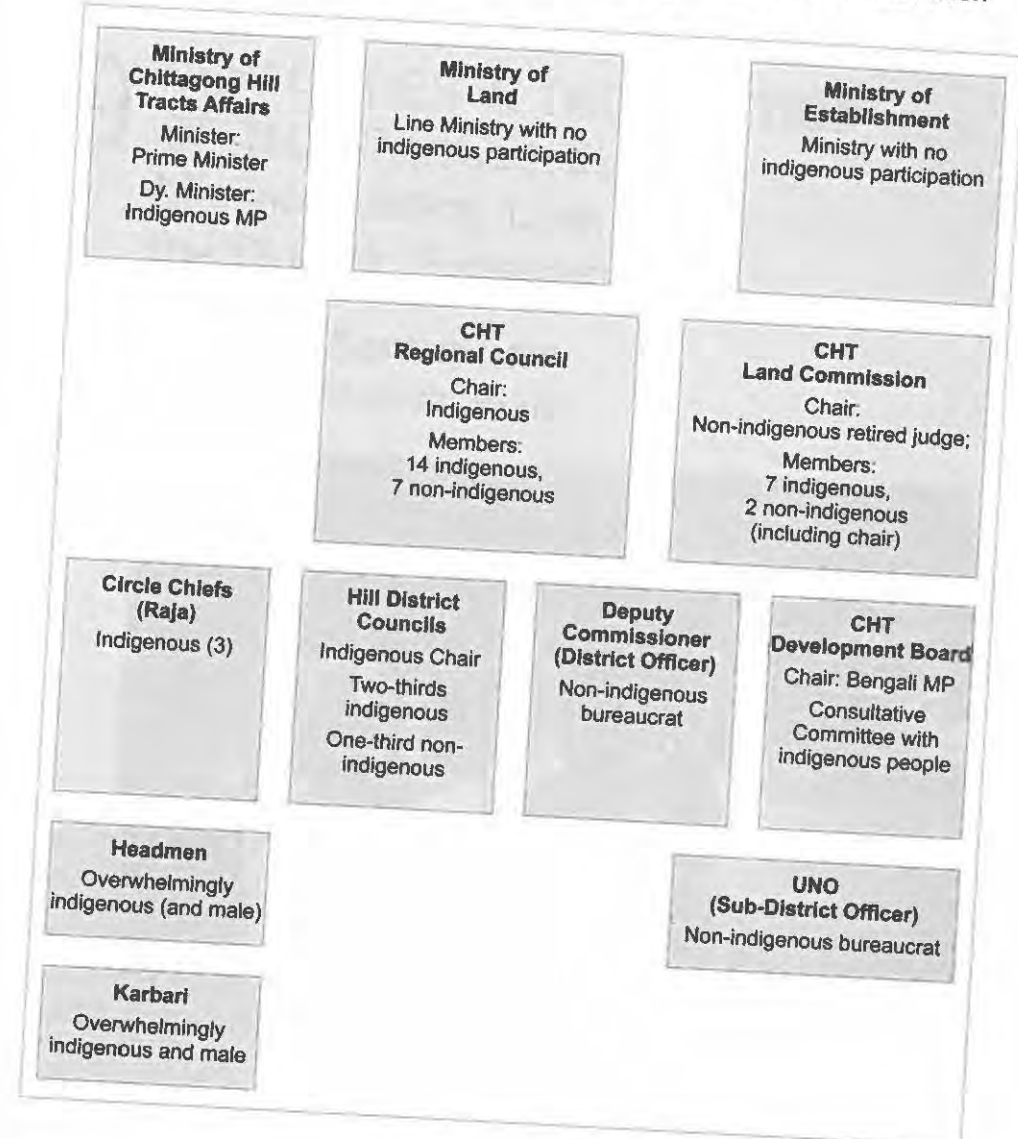 Ministry of
Chittagong Hill
Tracts Affairs
Minister:
Prime Minister
Dy. Minister:
Indigenous MP
Ministry of
Land
Line Ministry with no
indigenous participation
Ministry of
Establishment
Ministry with no
indigenous participation
CHT
Regional Council
Chair:
Indigenous
Members:
14 indigenous,
7 non-indigenous
CHT
Land Commission
Chair:
Non-indigenous retired judge;
Members:
7 indigenous,
2 non-indigenous
(including chair)
Circle Chiefs
(Raja)
Indigenous (3)
Hill District
Councils
Indigenous Chair
Two-thirds
indigenous
One-third non-
indigenous
Deputy
Commissioner
(District Officer)
Non-indigenous
bureaucrat
CHT
Development Board
Chair: Bengali MP
Consultative
Committee with
indigenous people
Headmen
Overwhelmingly
indigenous (and male)
UNO
(Sub-District Officer)
Non-indigenous bureaucrat
Karbari
Overwhelmingly
indigenous and male